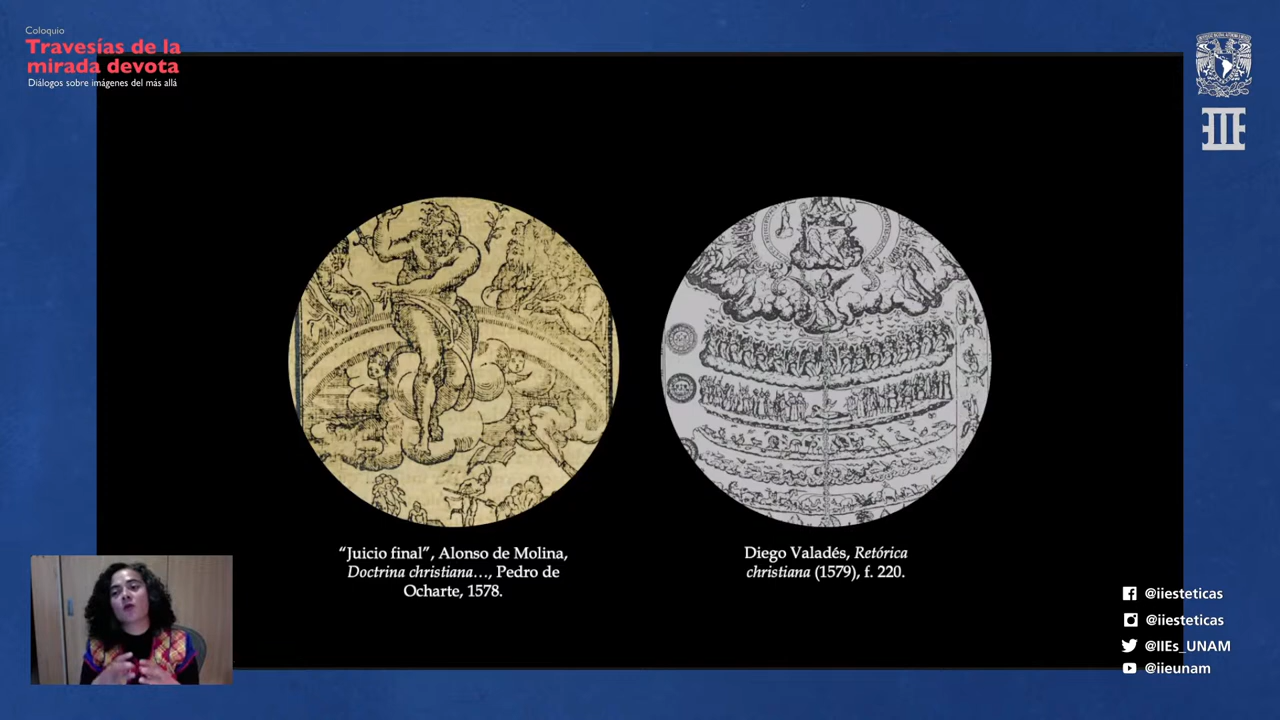 Coloquio
Travesías de la
mirada devota
Diálogos sobre imágenes del más allá
“Juicio final”, Alonso de Molina,
Doctrina christiana…, Pedro de
Ocharte, 1578.
Diego Valadés, Retórica
christiana (1579), f. 220.
@iiesteticas
@iiesteticas
@IIEs_UNAM
@iieunam